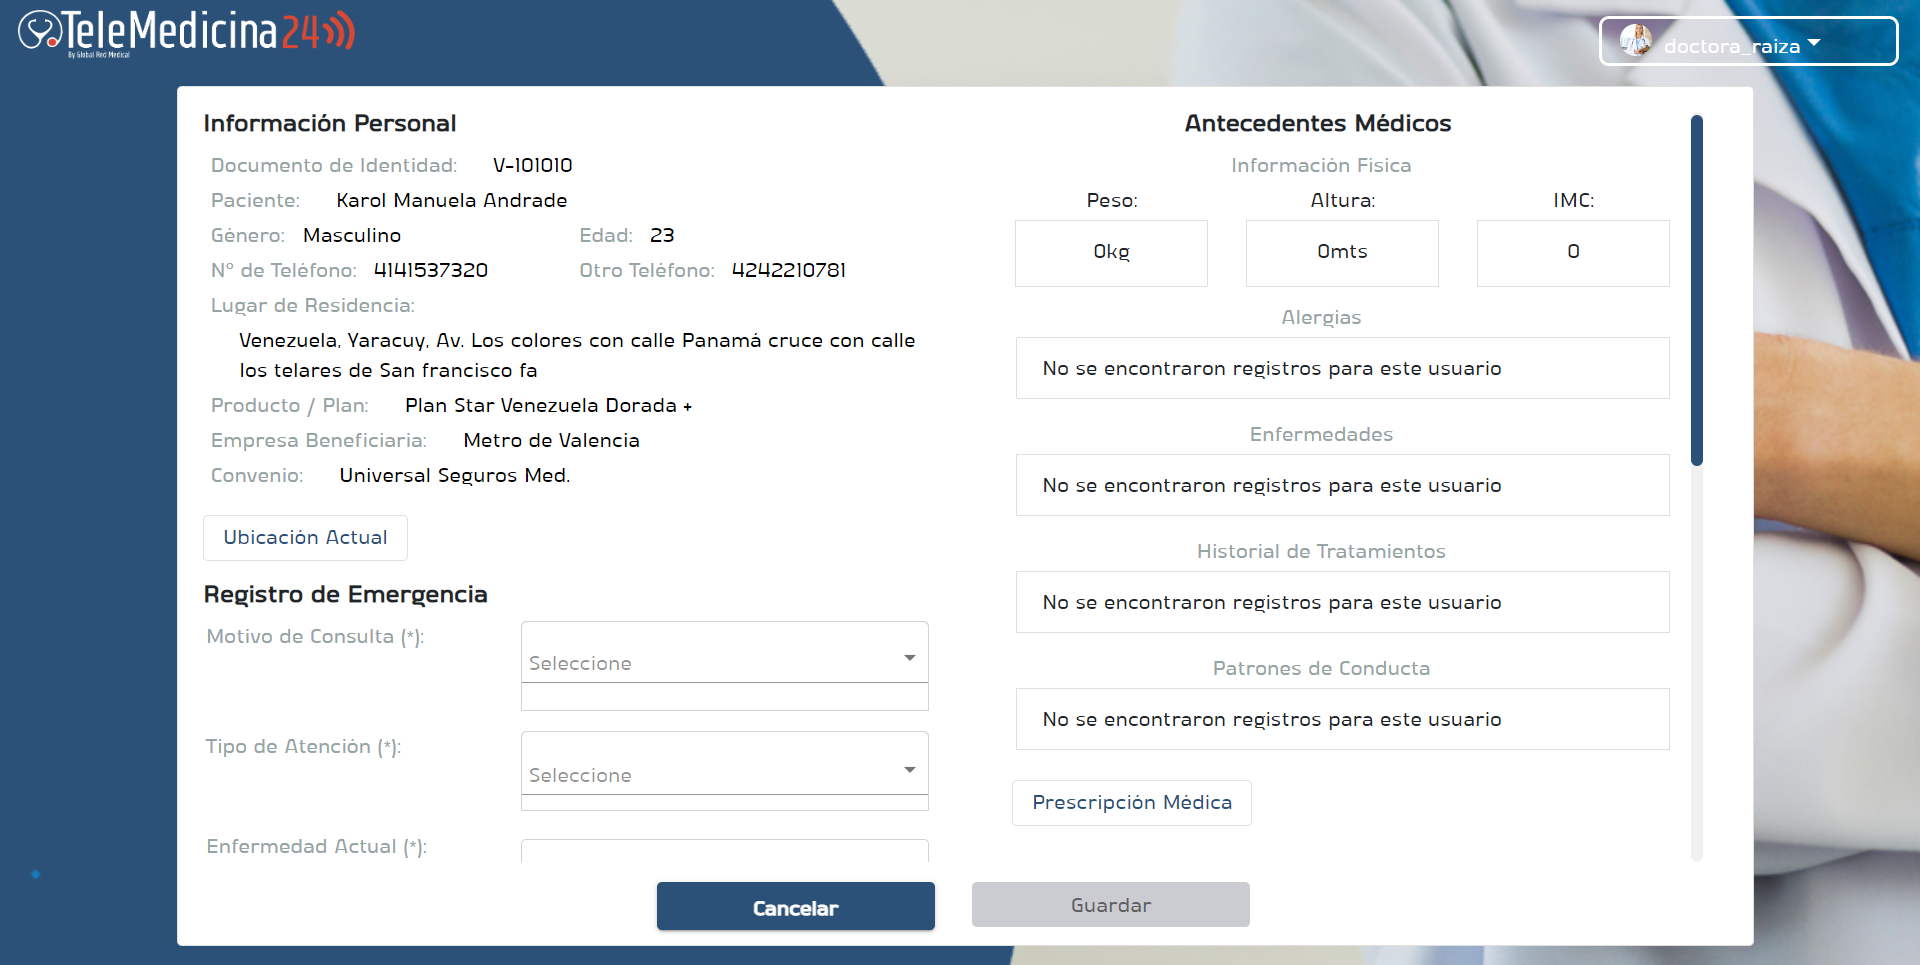 TeleMedicina 24
By Global Red Medical
doctora_raiza
Información Personal
Documento de Identidad: V-101010
Paciente: Karol Manuela Andrade
Género: Masculino Edad: 23
N° de Teléfono: 4141537320 Otro Teléfono: 4242210781
Lugar de Residencia:
Venezuela, Yaracuy, Av. Los colores con calle Panamá cruce con calle
los telares de San francisco fa
Producto / Plan: Plan Star Venezuela Dorada +
Empresa Beneficiaria: Metro de Valencia
Convenio: Universal Seguros Med.
Ubicación Actual
Registro de Emergencia
Motivo de Consulta (*):
Seleccione
Tipo de Atención (*):
Seleccione
Enfermedad Actual (*):
Antecedentes Médicos
Información Fisica
Peso: Altura: IMC:
0kg 0mts 0
Alergias
No se encontraron registros para este usuario
Enfermedades
No se encontraron registros para este usuario
Historial de Tratamientos
No se encontraron registros para este usuario
Patrones de Conducta
No se encontraron registros para este usuario
Prescripción Médica
Cancelar
Guardar